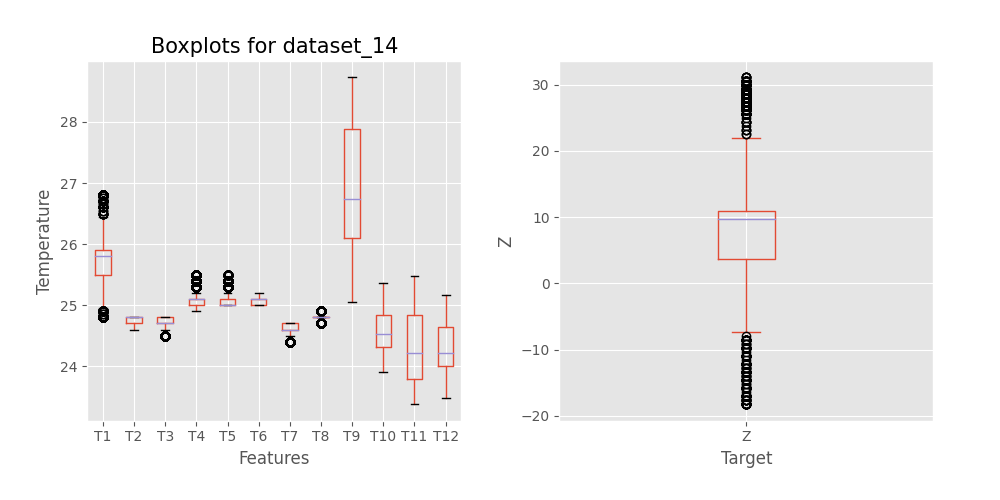 Boxplots for dataset_14
Temperature
28
27
26
25
24
T1 T2 T3 T4 T5 T6 T7 T8 T9 T10 T11 T12
Features
Z
30
20
10
0
−10
−20
Z
Target